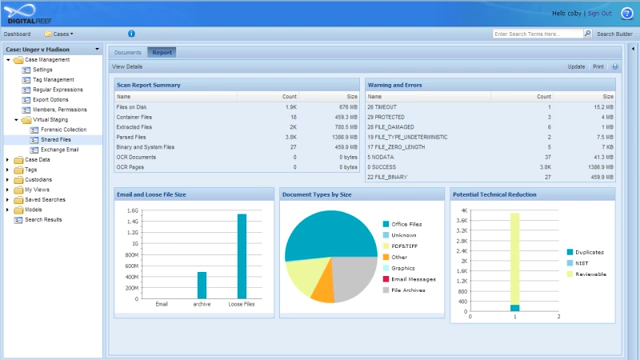 DIGITALREEF
Hello coby | Sign Out
Dashboard Cases Enter Search Terms Here... Search Builder
Case: Unger v Madison
Case Management
Settings
Tag Management
Regular Expressions
Export Options
Members, Permissions
Virtual Staging
Forensic Collection
Shared Files
Exchange Email
Case Data
Tags
Custodians
My Views
Saved Searches
Models
Search Results
Documents Report
View Details Update Print
Scan Report Summary
Name Count Size
Files on Disk 1.9K 676 MB
Container Files 18 459.3 MB
Extracted Files 2K 788.5 MB
Parsed Files 3.8K 1386.9 MB
Binary and System Files 27 459.9 MB
OCR Documents 0 0 bytes
OCR Pages 0 0 bytes
Warning and Errors
Name Count Size
26 TIMEOUT 1 15.2 MB
29 PROTECTED 3 4 MB
28 FILE_DAMAGED 6 1 MB
19 FILE_TYPE_UNDETERMINISTIC 2 7.5 MB
17 FILE_ZERO_LENGTH 5 7 KB
5 NODATA 37 41.3 MB
0 SUCCESS 3.8K 1386.9 MB
22 FILE_BINARY 27 459.9 MB
Email and Loose File Size
1.6G
1.4G
1.2G
1G
800M
600M
400M
200M
0
Email archive Loose Files
Document Types by Size
Office Files
Unknown
PDF&TIFF
Other
Graphics
Email Messages
File Archives
Potential Technical Reduction
4K
3.6K
3.2K
2.8K
2.4K
2K
1.6K
1.2K
800
400
0
0 1 2
Duplicates
NIST
Reviewable